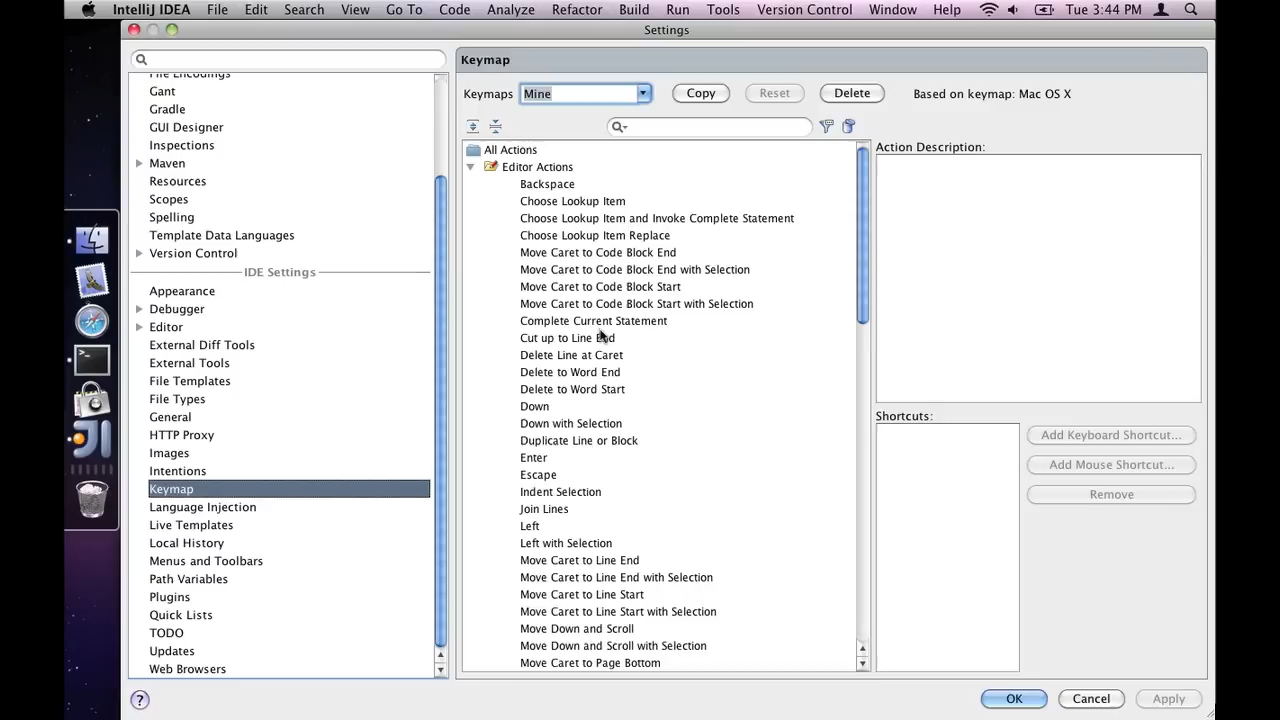 IntelliJ IDEA File Edit Search View Go To Code Analyze Refactor Build Run Tools Version Control Window Help Tue 3:44 PM
Settings
File Encodings
Gant
Gradle
GUI Designer
Inspections
Maven
Resources
Scopes
Spelling
Template Data Languages
Version Control
IDE Settings
Appearance
Debugger
Editor
External Diff Tools
External Tools
File Templates
File Types
General
HTTP Proxy
Images
Intentions
Keymap
Language Injection
Live Templates
Local History
Menus and Toolbars
Path Variables
Plugins
Quick Lists
TODO
Updates
Web Browsers
Keymap
Keymaps Mine Copy Reset Delete Based on keymap: Mac OS X
All Actions
Editor Actions
Backspace
Choose Lookup Item
Choose Lookup Item and Invoke Complete Statement
Choose Lookup Item Replace
Move Caret to Code Block End
Move Caret to Code Block End with Selection
Move Caret to Code Block Start
Move Caret to Code Block Start with Selection
Complete Current Statement
Cut up to Line End
Delete Line at Caret
Delete to Word End
Delete to Word Start
Down
Down with Selection
Duplicate Line or Block
Enter
Escape
Indent Selection
Join Lines
Left
Left with Selection
Move Caret to Line End
Move Caret to Line End with Selection
Move Caret to Line Start
Move Caret to Line Start with Selection
Move Down and Scroll
Move Down and Scroll with Selection
Move Caret to Page Bottom
Action Description:
Shortcuts:
Add Keyboard Shortcut...
Add Mouse Shortcut...
Remove
? OK Cancel Apply